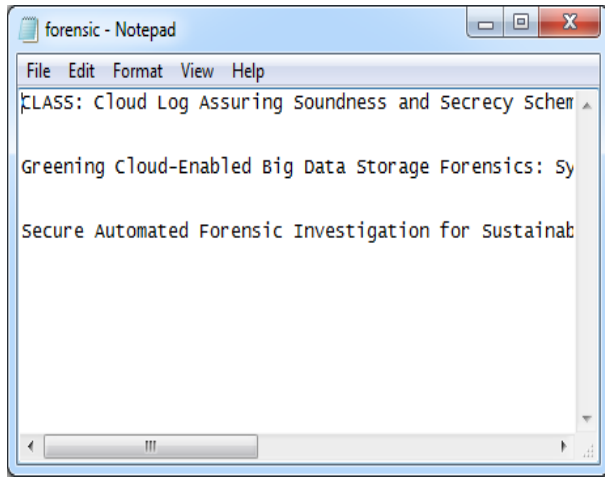 forensic - Notepad
File Edit Format View Help
CLASS: Cloud Log Assuring Soundness and Secrecy Schem
Greening Cloud-Enabled Big Data Storage Forensics: Sy
Secure Automated Forensic Investigation for Sustainab